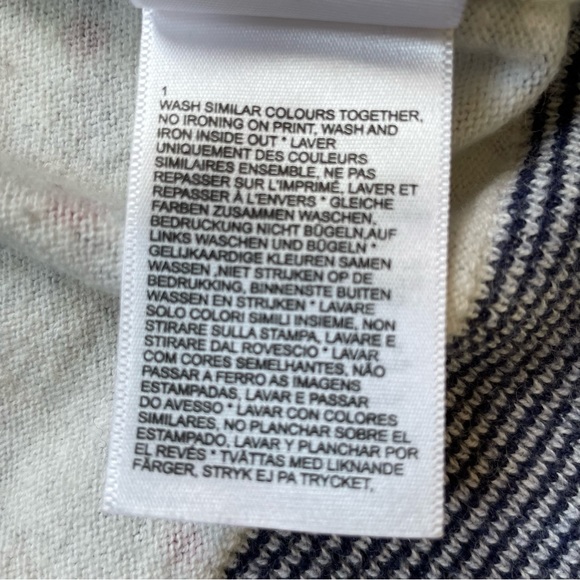 1
WASH SIMILAR COLOURS TOGETHER,
NO IRONING ON PRINT, WASH AND
IRON INSIDE OUT * LAVER
UNIQUEMENT DES COULEURS
SIMILAIRES ENSEMBLE, NE PAS
REPASSER SUR L'IMPRIMÉ, LAVER ET
REPASSER À L'ENVERS * GLEICHE
FARBEN ZUSAMMEN WASCHEN,
BEDRUCKUNG NICHT BÜGELN,AUF
LINKS WASCHEN UND BÜGELN *
GELIJKAARDIGE KLEUREN SAMEN
WASSEN ,NIET STRIJKEN OP DE
BEDRUKKING, BINNENSTE BUITEN
WASSEN EN STRIJKEN * LAVARE
SOLO COLORI SIMILI INSIEME, NON
STIRARE SULLA STAMPA, LAVARE E
STIRARE DAL ROVESCIO * LAVAR
COM CORES SEMELHANTES, NÃO
PASSAR A FERRO AS IMAGENS
ESTAMPADAS, LAVAR E PASSAR
DO AVESSO * LAVAR CON COLORES
SIMILARES, NO PLANCHAR SOBRE EL
ESTAMPADO, LAVAR Y PLANCHAR POR
EL REVÉS * TVÄTTAS MED LIKNANDE
FÄRGER, STRYK EJ PA TRYCKET,